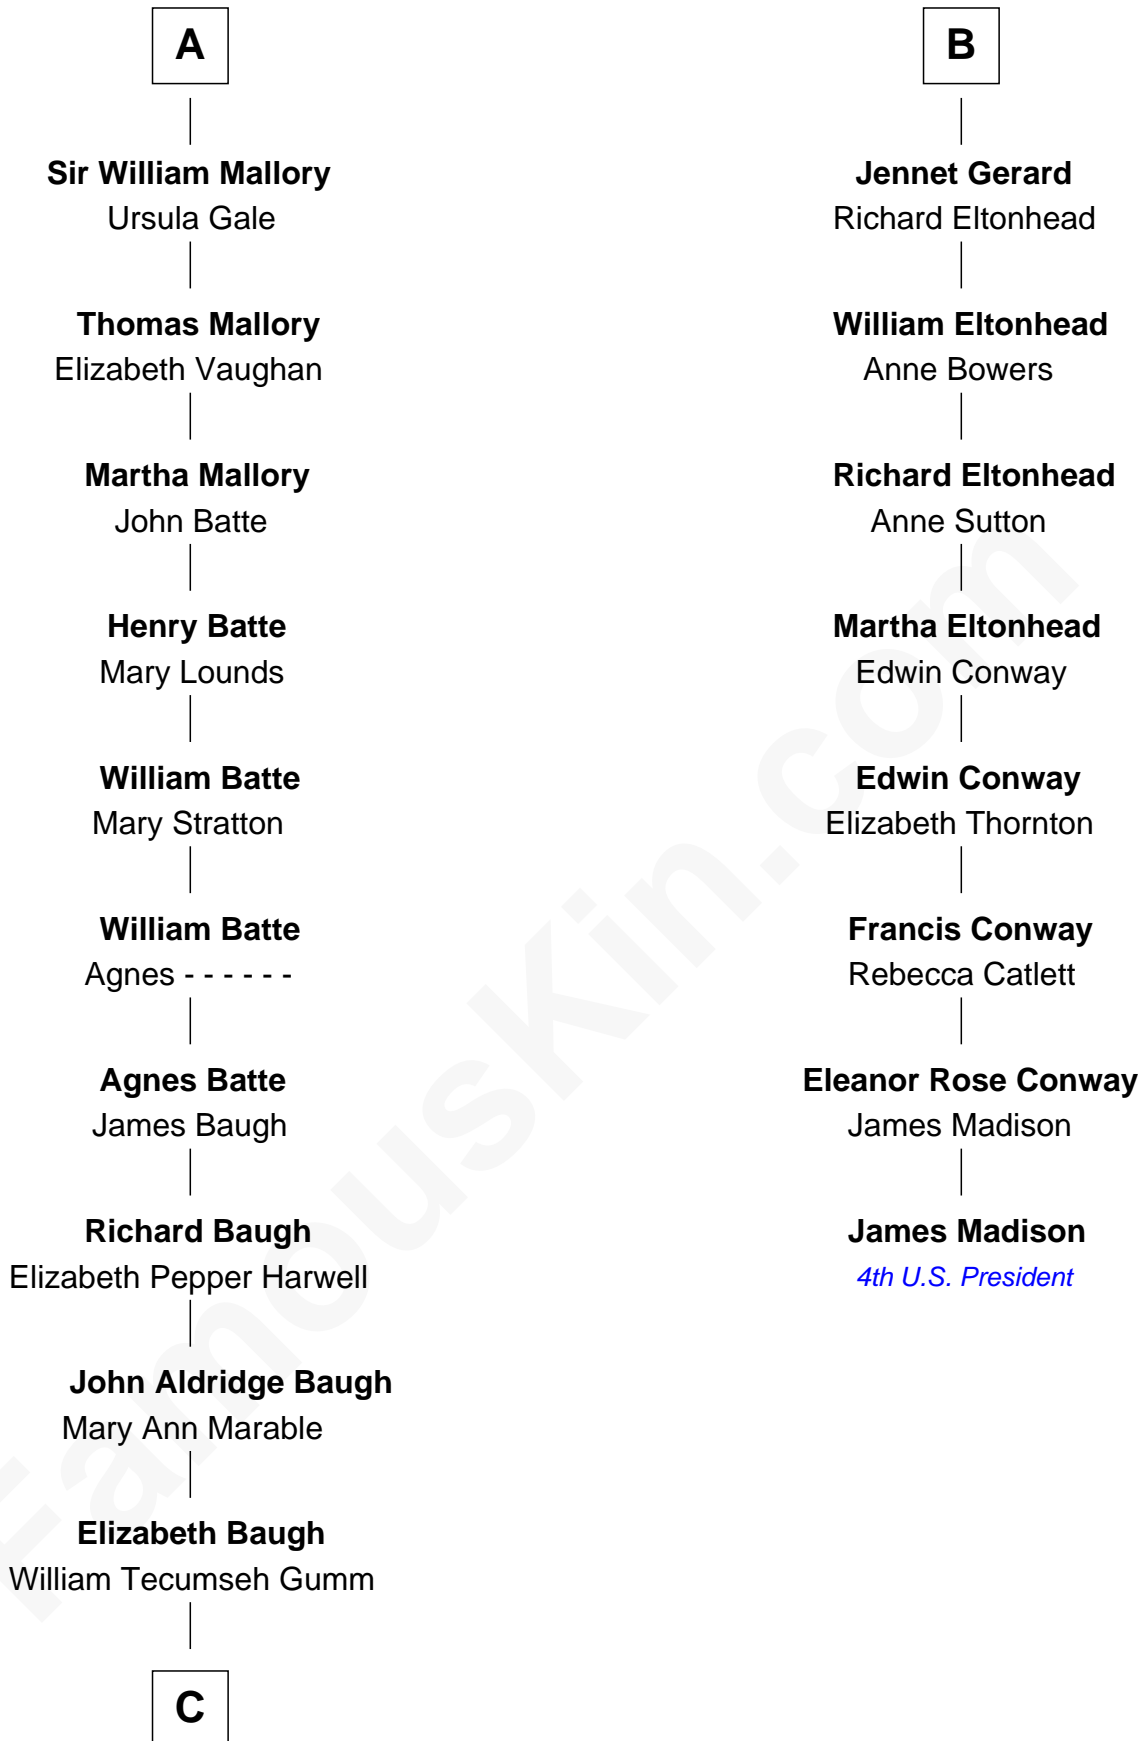 A
Sir William Mallory
Ursula Gale
Thomas Mallory
Elizabeth Vaughan
Martha Mallory
John Batte
Henry Batte
Mary Lounds
William Batte
Mary Stratton
William Batte
Agnes - - - - - -
Agnes Batte
James Baugh
Richard Baugh
Elizabeth Pepper Harwell
John Aldridge Baugh
Mary Ann Marable
Elizabeth Baugh
William Tecumseh Gumm
C
B
Jennet Gerard
Richard Eltonhead
William Eltonhead
Anne Bowers
Richard Eltonhead
Anne Sutton
Martha Eltonhead
Edwin Conway
Edwin Conway
Elizabeth Thornton
Francis Conway
Rebecca Catlett
Eleanor Rose Conway
James Madison
James Madison
4th U.S. President
FamousKin.com